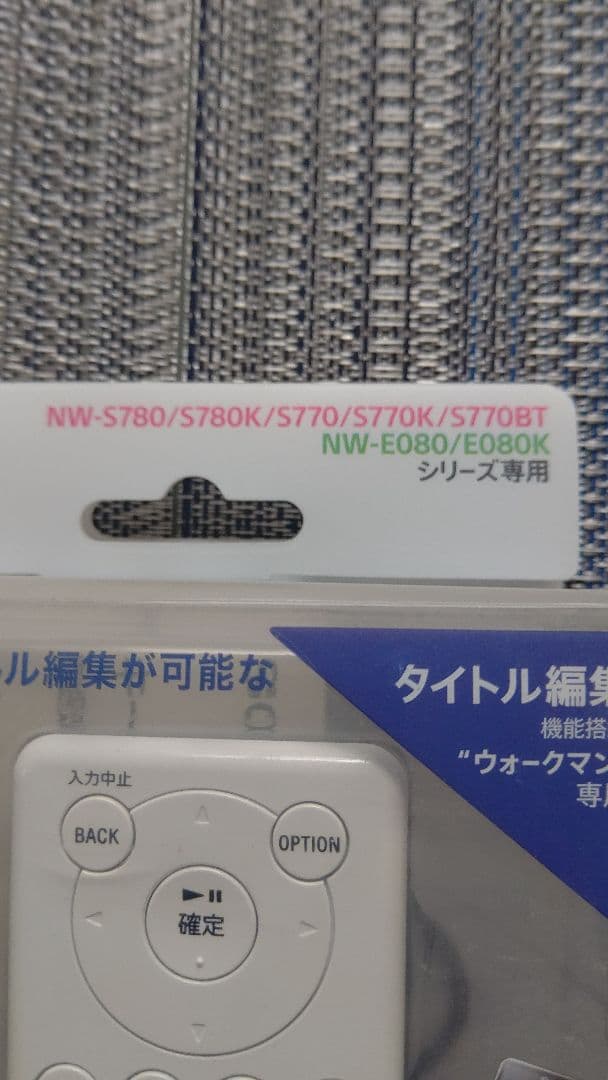 NW-S780/S780K/S770/S770K/S770BT
NW-E080/E080K
シリーズ専用
ル編集が可能な
タイトル編集
機能搭
“ウォークマン
専用
入力中止
BACK
OPTION
確定